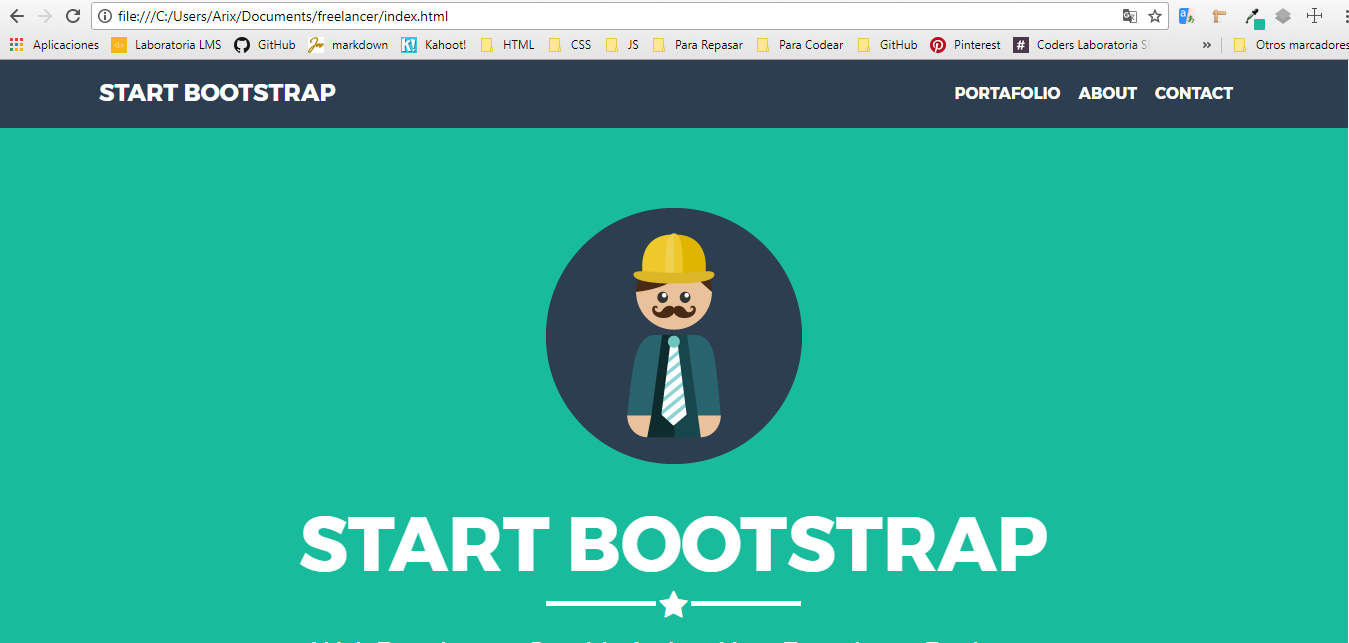 file:///C:/Users/Arix/Documents/freelancer/index.html
Aplicaciones Laboratoria LMS GitHub markdown Kahoot! HTML CSS JS Para Repasar Para Codear GitHub Pinterest # Coders Laboratoria » Otros marcadores
START BOOTSTRAP PORTAFOLIO ABOUT CONTACT
START BOOTSTRAP